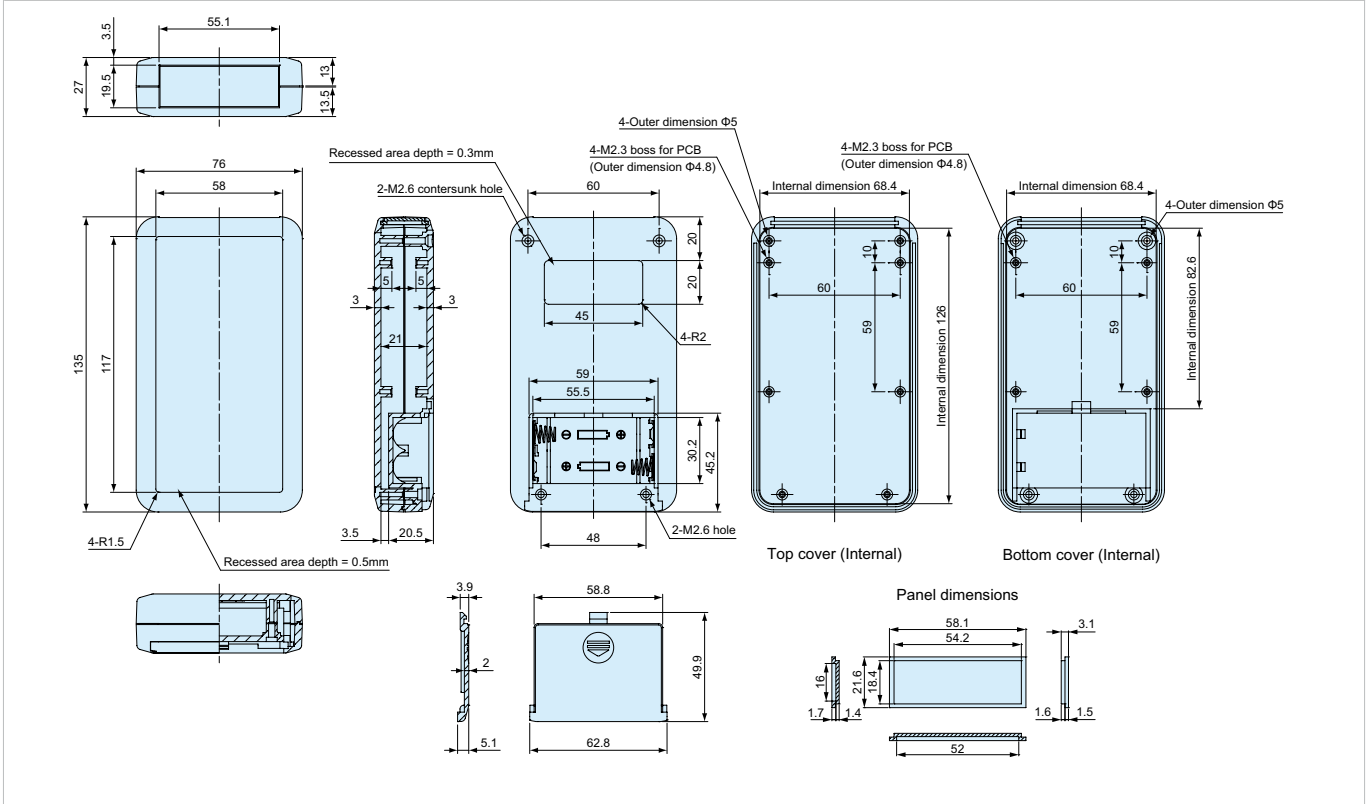 55.1
3.5
27
19.5
13
13.5
76
58
135
117
4-R1.5
Recessed area depth = 0.5mm
5
5
3
3
21
3.5
20.5
Recessed area depth = 0.3mm
2-M2.6 contersunk hole
60
20
20
45
4-R2
59
55.5
30.2
45.2
48
2-M2.6 hole
4-Outer dimension Φ5
4-M2.3 boss for PCB
(Outer dimension Φ4.8)
Internal dimension 68.4
10
60
59
Internal dimension 126
Top cover (Internal)
4-M2.3 boss for PCB
(Outer dimension Φ4.8)
Internal dimension 68.4
4-Outer dimension Φ5
10
60
59
Internal dimension 82.6
Bottom cover (Internal)
3.9
2
5.1
58.8
49.9
62.8
Panel dimensions
58.1
54.2
3.1
16
21.6
18.4
1.7
1.4
1.6
1.5
52